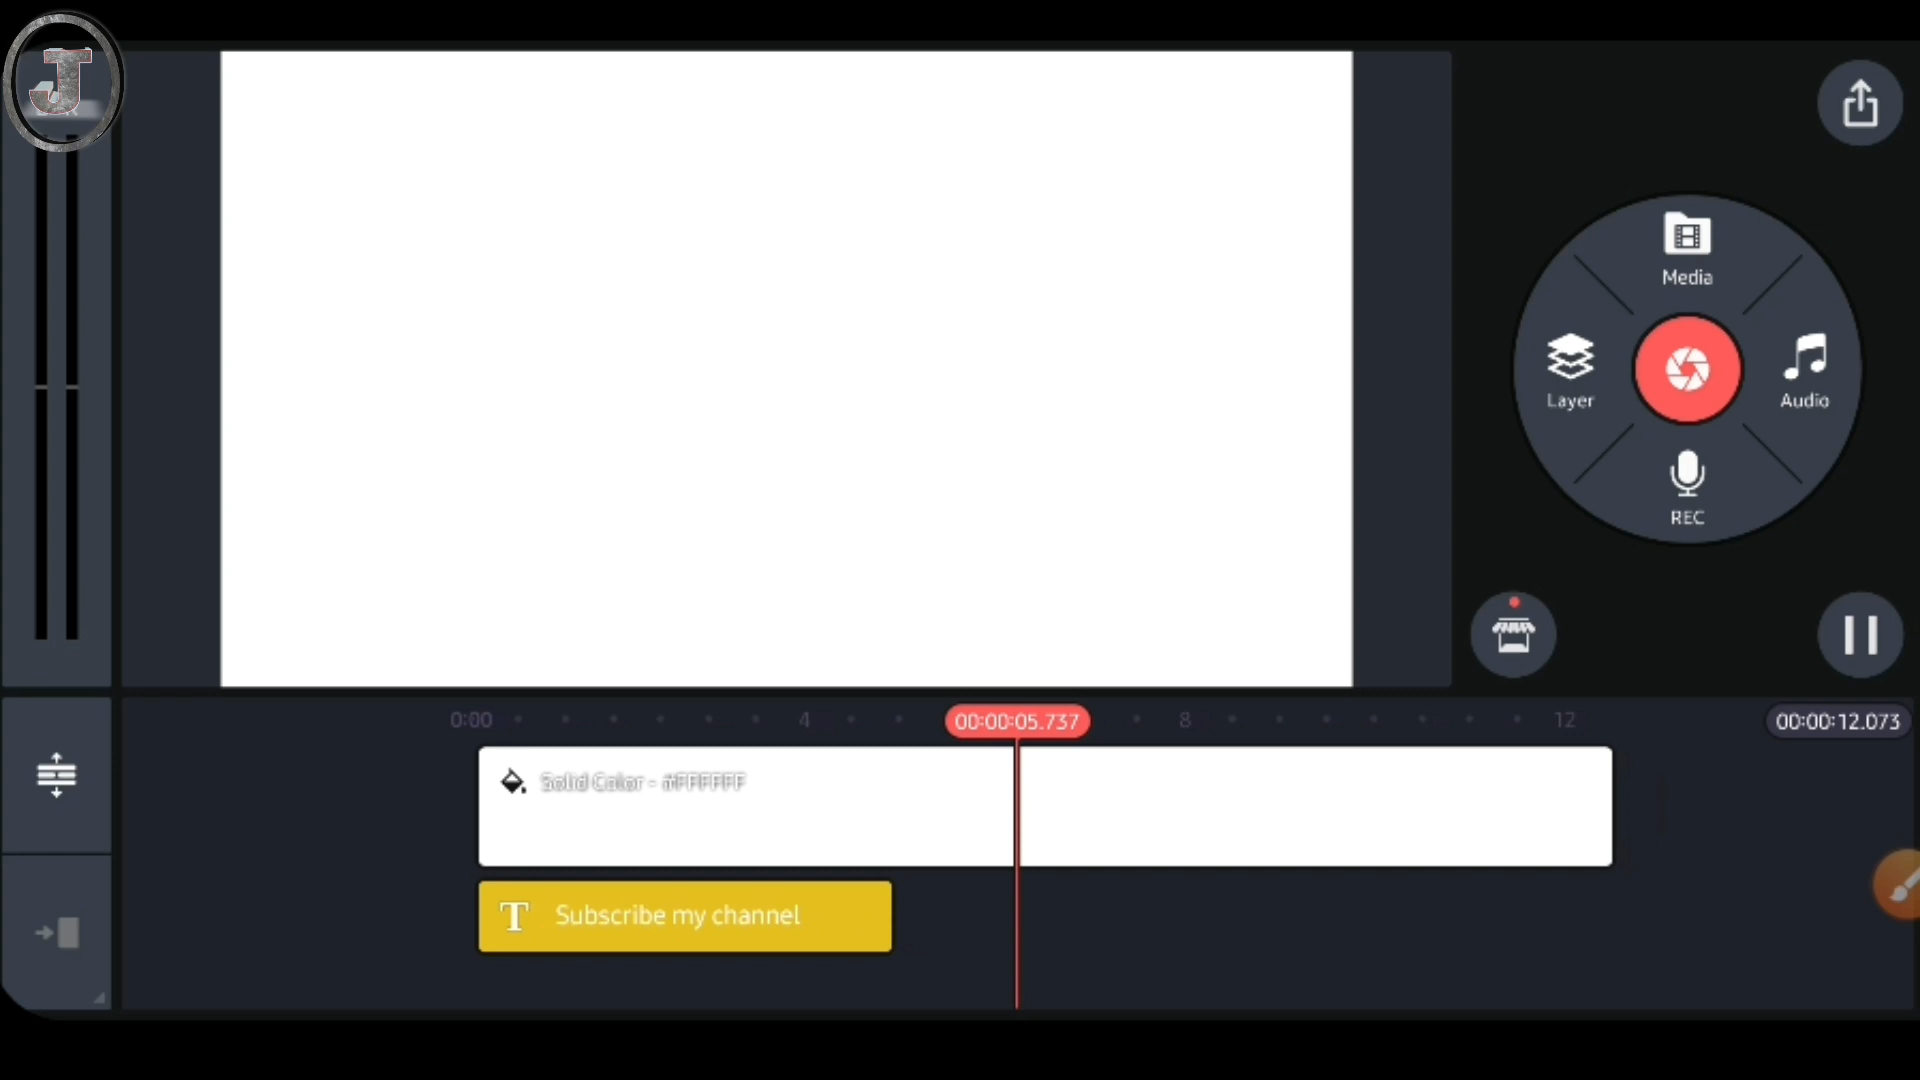 J
Media
Layer
Audio
REC
0:00
4
00:00:05.737
8
12
00:00:12.073
Solid Color - #FFFFFF
T
Subscribe my channel